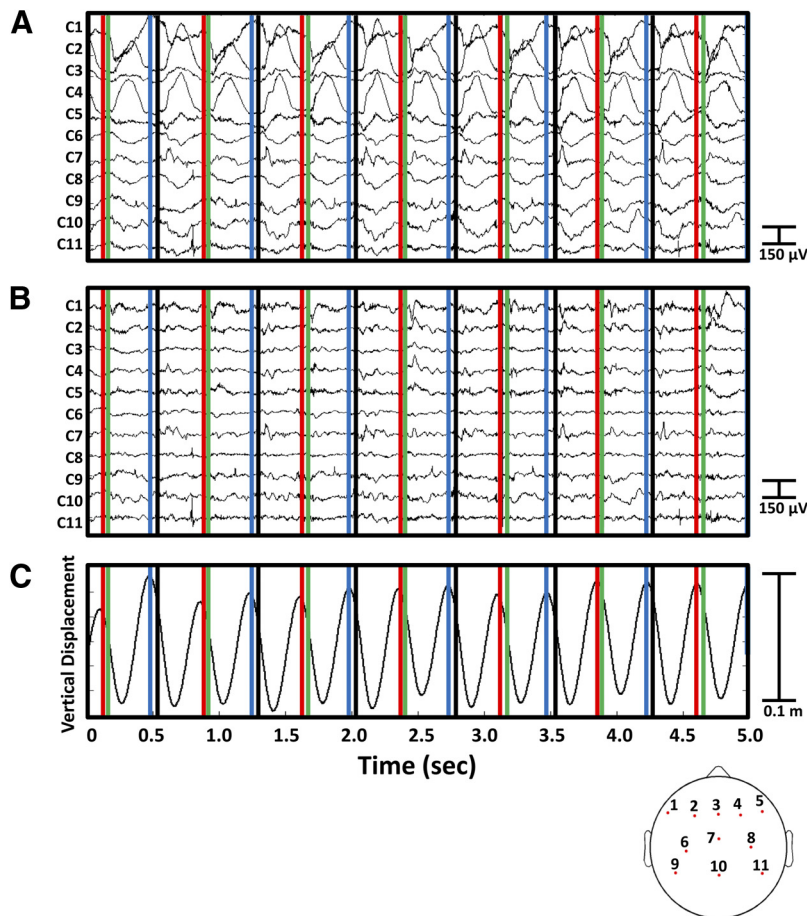 A
C1
C2
C3
C4
C5
C6
C7
C8
C9
C10
C11
150 µV
B
C1
C2
C3
C4
C5
C6
C7
C8
C9
C10
C11
150 µV
C
Vertical Displacement
0.1 m
0 0.5 1.0 1.5 2.0 2.5 3.0 3.5 4.0 4.5 5.0
Time (sec)
1 2 3 4 5
6 7 8
9 10 11